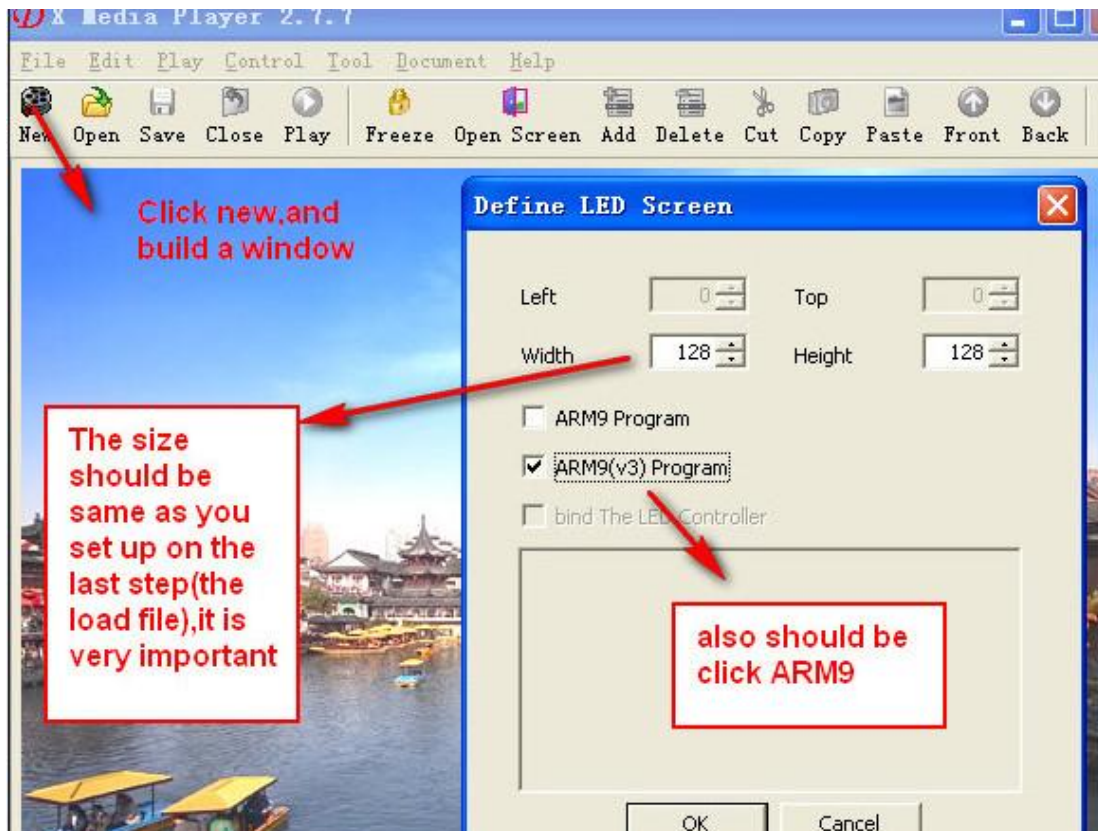 X Media Player 2.7.7
File Edit Play Control Tool Document Help
New Open Save Close Play Freeze Open Screen Add Delete Cut Copy Paste Front Back
Click new,and
build a window
Define LED Screen
Left 0 Top 0
Width 128 Height 128
ARM9 Program
ARM9(v3) Program
bind The LED Controller
The size
should be
same as you
set up on the
last step(the
load file),it is
very important
also should be
click ARM9
OK Cancel